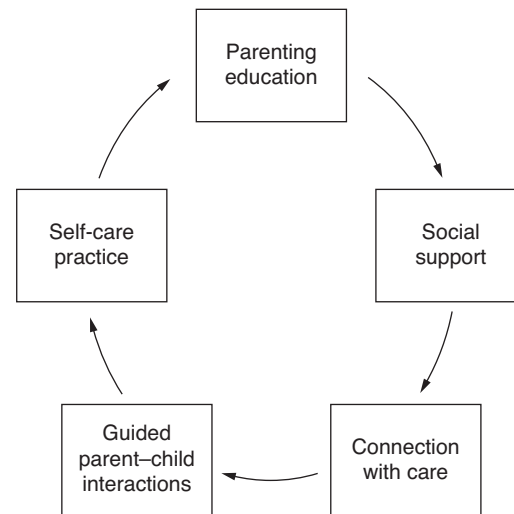 Parenting
education
Social
support
Connection
with care
Guided
parent–child
interactions
Self-care
practice